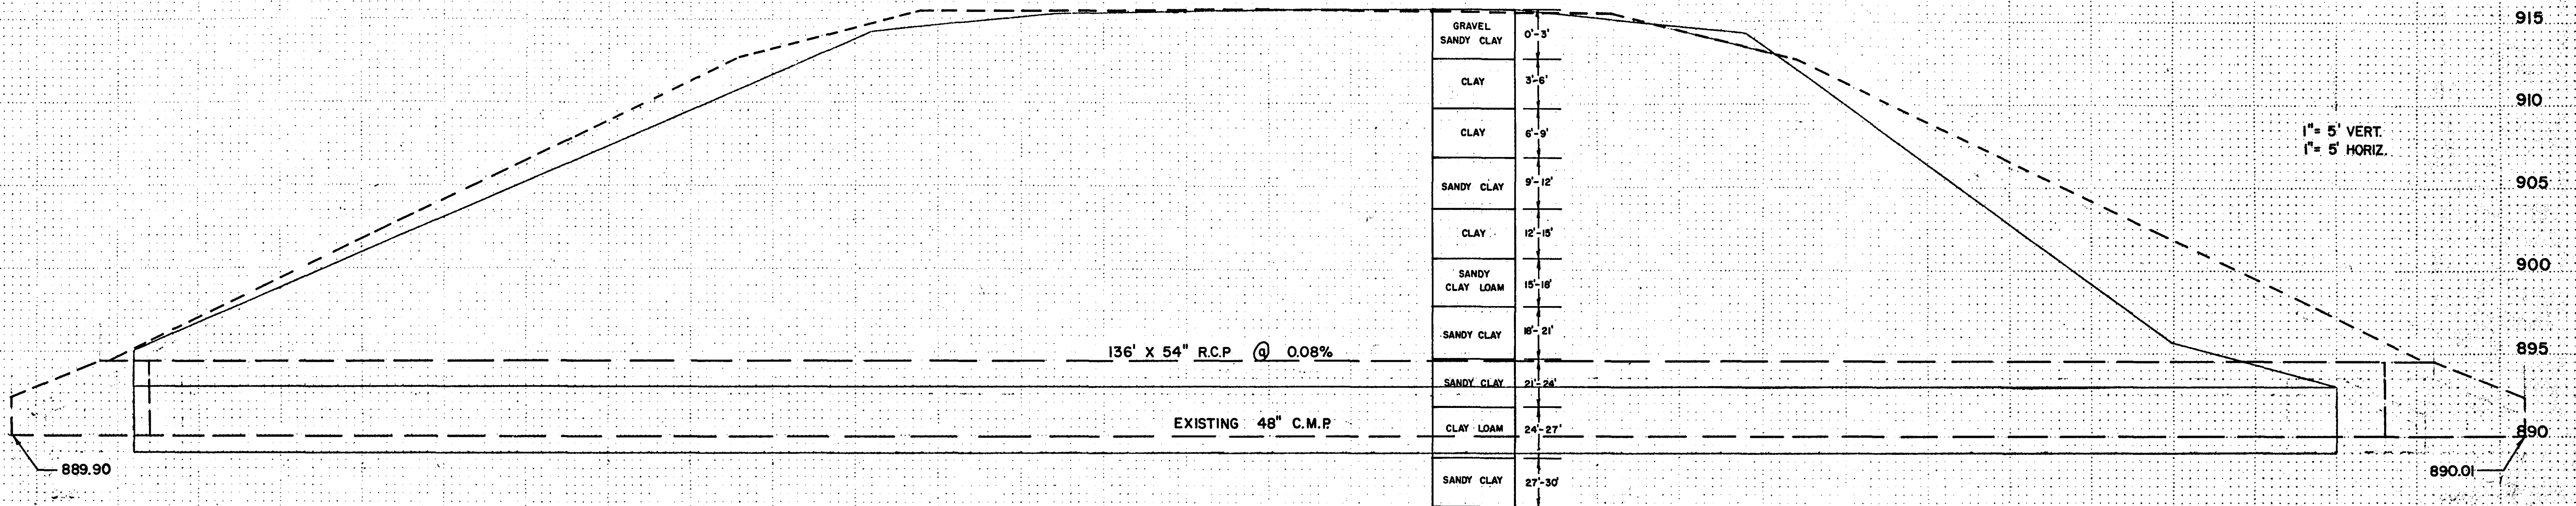 915
GRAVEL
SANDY CLAY
0'-3'
CLAY
3'-6'
910
CLAY
6'-9'
1"= 5' VERT.
1"= 5' HORIZ.
SANDY CLAY
9'-12'
905
CLAY
12'-15'
SANDY
CLAY LOAM
15'-18'
900
SANDY CLAY
18'-21'
136' X 54" R.C.P @ 0.08%
895
SANDY CLAY
21'-24'
EXISTING 48" C.M.P.
CLAY LOAM
24'-27'
890
889.90
890.01
SANDY CLAY
27'-30'